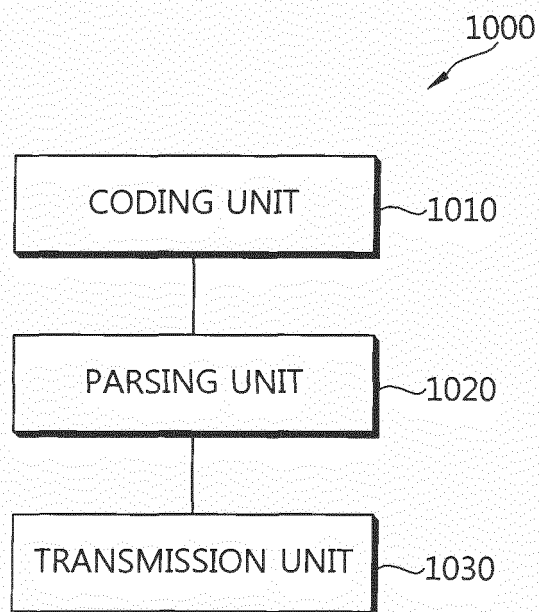 1000
CODING UNIT
1010
PARSING UNIT
1020
TRANSMISSION UNIT
1030